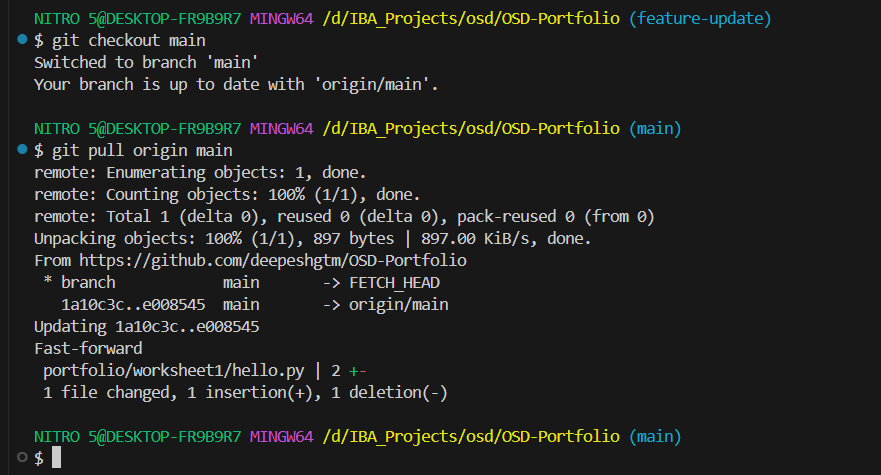 NITRO 5@DESKTOP-FR9B9R7 MINGW64 /d/IBA_Projects/osd/OSD-Portfolio (feature-update)
$ git checkout main
Switched to branch 'main'
Your branch is up to date with 'origin/main'.
NITRO 5@DESKTOP-FR9B9R7 MINGW64 /d/IBA_Projects/osd/OSD-Portfolio (main)
$ git pull origin main
remote: Enumerating objects: 1, done.
remote: Counting objects: 100% (1/1), done.
remote: Total 1 (delta 0), reused 0 (delta 0), pack-reused 0 (from 0)
Unpacking objects: 100% (1/1), 897 bytes | 897.00 KiB/s, done.
From https://github.com/deepeshgtm/OSD-Portfolio
 * branch            main       -> FETCH_HEAD
   1a10c3c..e008545  main       -> origin/main
Updating 1a10c3c..e008545
Fast-forward
 portfolio/worksheet1/hello.py | 2 +-
 1 file changed, 1 insertion(+), 1 deletion(-)
NITRO 5@DESKTOP-FR9B9R7 MINGW64 /d/IBA_Projects/osd/OSD-Portfolio (main)
$